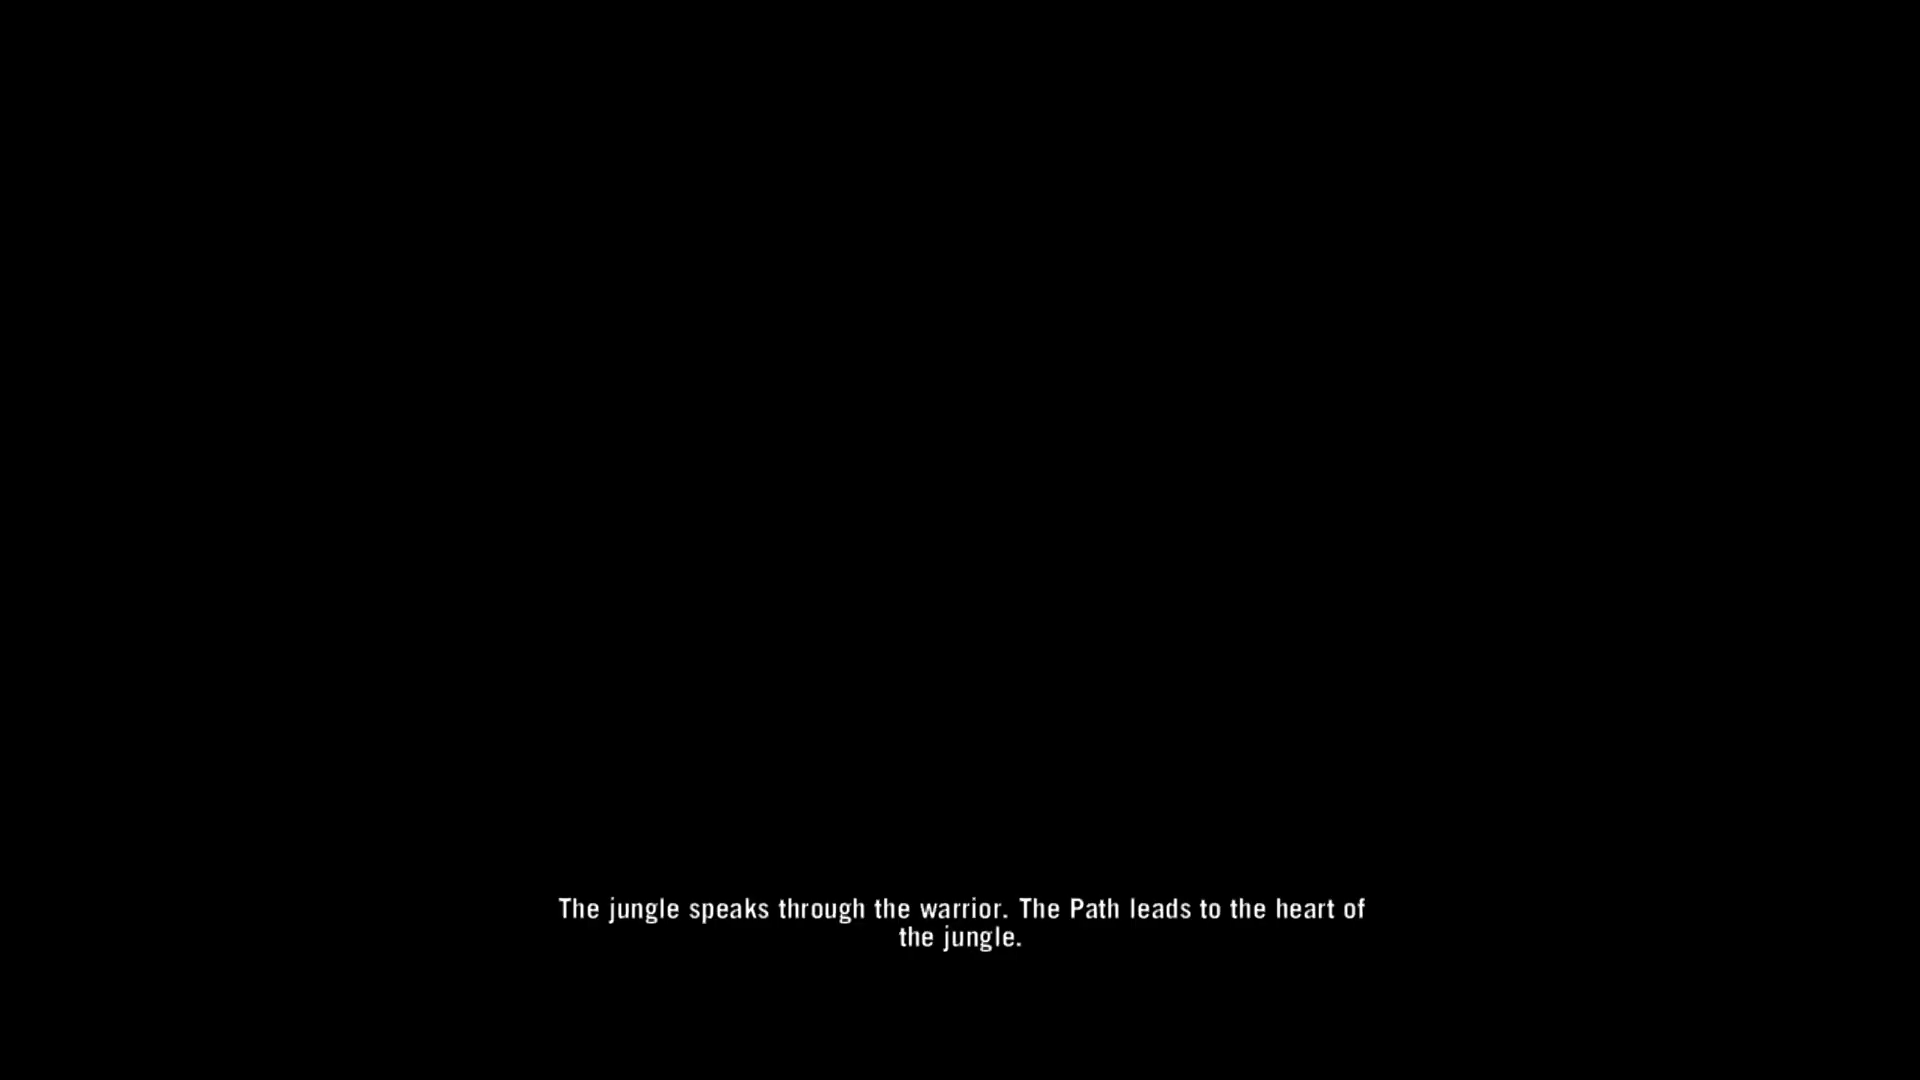 The jungle speaks through the warrior. The Path leads to the heart of
the jungle.